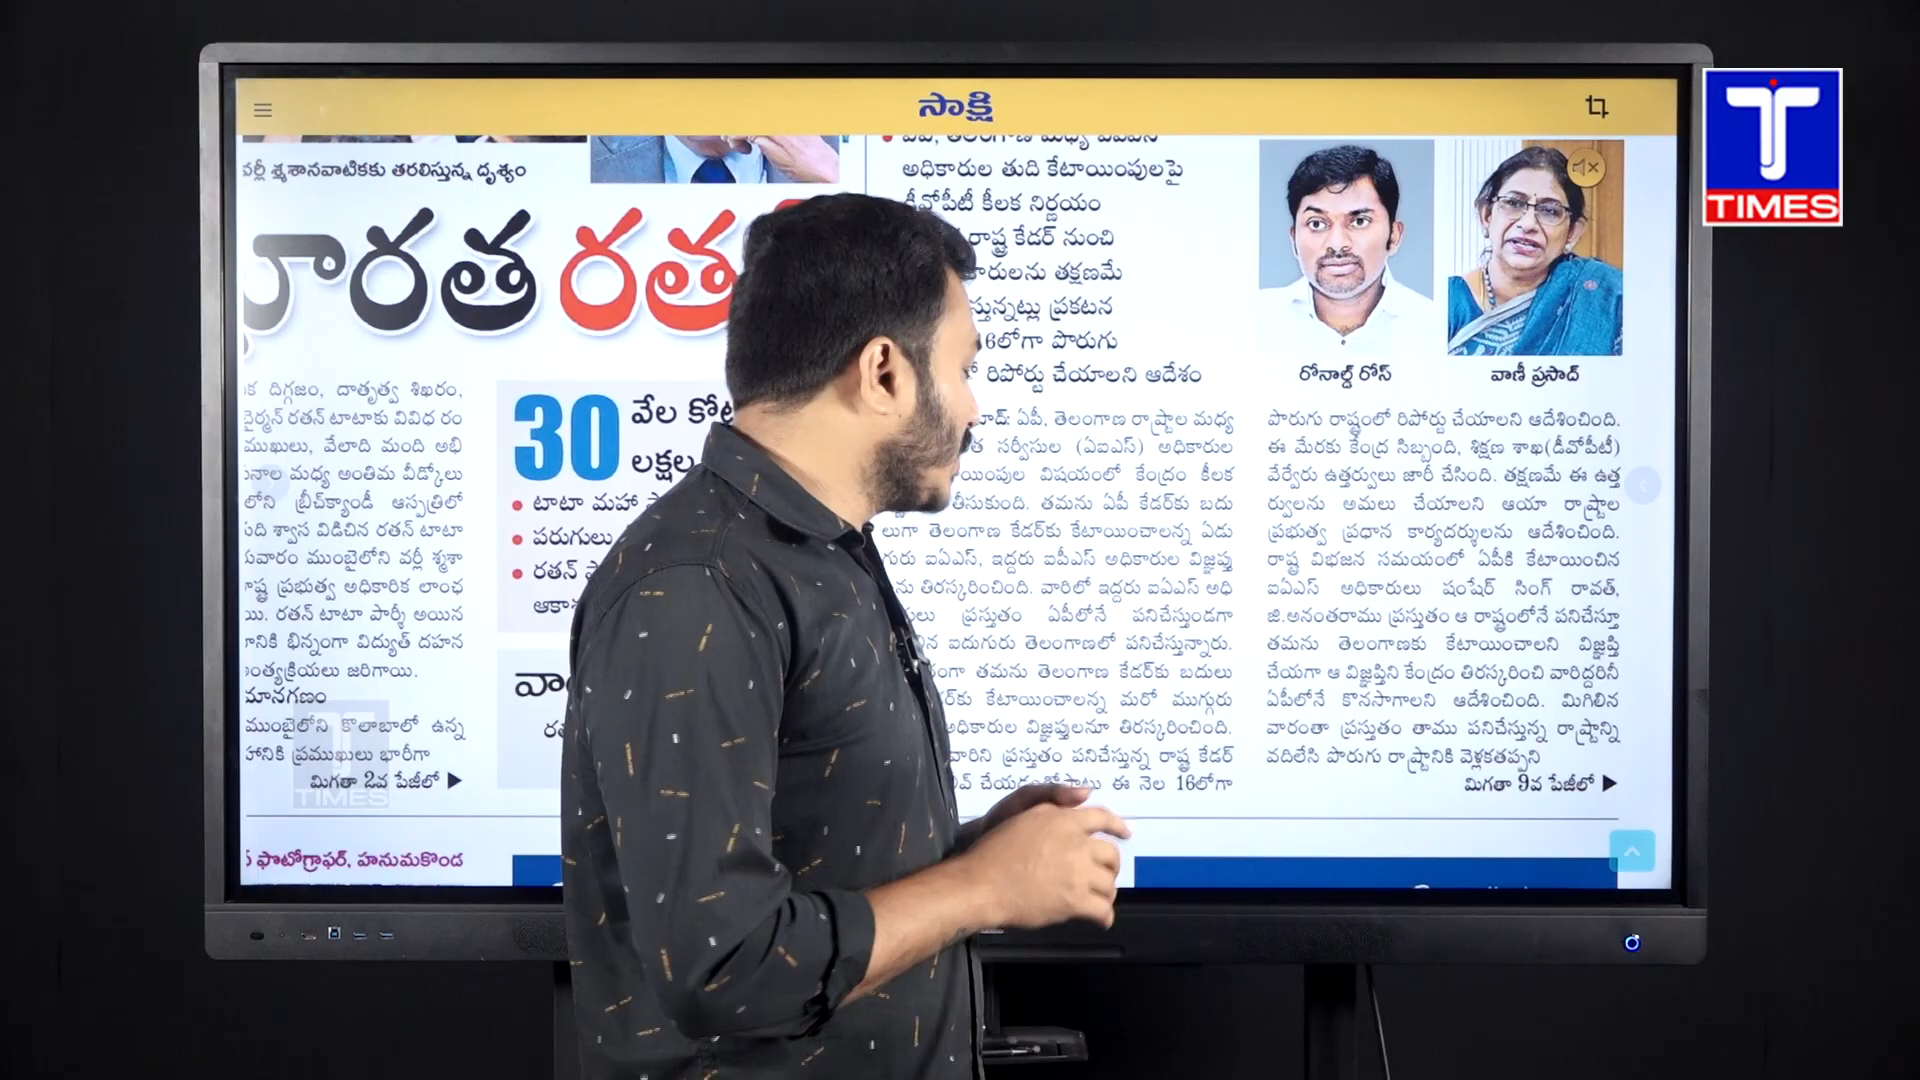 సాక్షి
TIMES
వర్లీ శ్మశానవాటికకు తరలిస్తున్న దృశ్యం
భారత రతన్
క దిగ్గజం, దాతృత్వ శిఖరం,
రతన్ టాటాకు వివిధ రం
ముఖులు, వేలాది మంది అభి
నాల మధ్య అంతిమ వీడ్కోలు
లోని బ్రీచ్‌క్యాండీ ఆస్పత్రిలో
శ్వాస విడిచిన రతన్ టాటా
ముంబైలోని వర్లీ శ్మశా
ప్రభుత్వ అధికారిక లాంఛ
యి. రతన్ టాటా పార్శీ అయిన
భిన్నంగా విద్యుత్ దహన
అంత్యక్రియలు జరిగాయి.
మానగణం
ముంబైలోని కొలాబాలో ఉన్న
ప్రముఖులు భారీగా
మిగతా 2వ పేజీలో ▶
TIMES
ఫొటోగ్రాఫర్, హనుమకొండ
30 వేల
లక్షల
• టాటా మహా
• పరుగులు
• రతన్
అధికారుల తుది కేటాయింపులపై
డీవోపీటీ కీలక నిర్ణయం
రాష్ట్ర కేడర్ నుంచి
తక్షణమే
ప్రకటన
16లోగా పొరుగు
రిపోర్టు చేయాలని ఆదేశం
ఏపీ, తెలంగాణ రాష్ట్రాల మధ్య
సర్వీసుల (ఏఐఎస్) అధికారుల
విషయంలో కేంద్రం కీలక
తీసుకుంది. తమను ఏపీ కేడర్‌కు బదు
లుగా తెలంగాణ కేడర్‌కు కేటాయించాలన్న ఏడు
గురు ఐఏఎస్, ఇద్దరు ఐపీఎస్ అధికారుల విజ్ఞప్తు
ను తిరస్కరించింది. వారిలో ఇద్దరు ఐఏఎస్ అధి
ప్రస్తుతం ఏపీలోనే పనిచేస్తుండగా
ఐదుగురు తెలంగాణలో పనిచేస్తున్నారు.
తమను తెలంగాణ కేడర్‌కు బదులు
కేటాయించాలన్న మరో ముగ్గురు
అధికారుల విజ్ఞప్తులనూ తిరస్కరించింది.
వారిని ప్రస్తుతం పనిచేస్తున్న రాష్ట్ర కేడర్
చేయడంతోపాటు ఈ నెల 16లోగా
రోనాల్డ్ రోస్
వాణీ ప్రసాద్
పొరుగు రాష్ట్రంలో రిపోర్టు చేయాలని ఆదేశించింది.
ఈ మేరకు కేంద్ర సిబ్బంది, శిక్షణ శాఖ(డీవోపీటీ)
వేర్వేరు ఉత్తర్వులు జారీ చేసింది. తక్షణమే ఈ ఉత్త
ర్వులను అమలు చేయాలని ఆయా రాష్ట్రాల
ప్రభుత్వ ప్రధాన కార్యదర్శులను ఆదేశించింది.
రాష్ట్ర విభజన సమయంలో ఏపీకి కేటాయించిన
ఐఏఎస్ అధికారులు షంషేర్ సింగ్ రావత్,
జి.అనంతరాము ప్రస్తుతం ఆ రాష్ట్రంలోనే పనిచేస్తూ
తమను తెలంగాణకు కేటాయించాలని విజ్ఞప్తి
చేయగా ఆ విజ్ఞప్తిని కేంద్రం తిరస్కరించి వారిద్దరినీ
ఏపీలోనే కొనసాగాలని ఆదేశించింది. మిగిలిన
వారంతా ప్రస్తుతం తాము పనిచేస్తున్న రాష్ట్రాన్ని
వదిలేసి పొరుగు రాష్ట్రానికి వెళ్లకతప్పని
మిగతా 9వ పేజీలో ▶